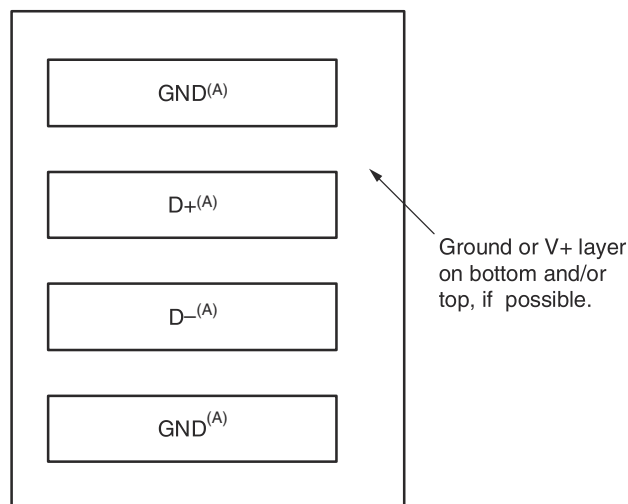 GND(A)
D+(A)
Ground or V+ layer
on bottom and/or
top, if possible.
D–(A)
GND(A)